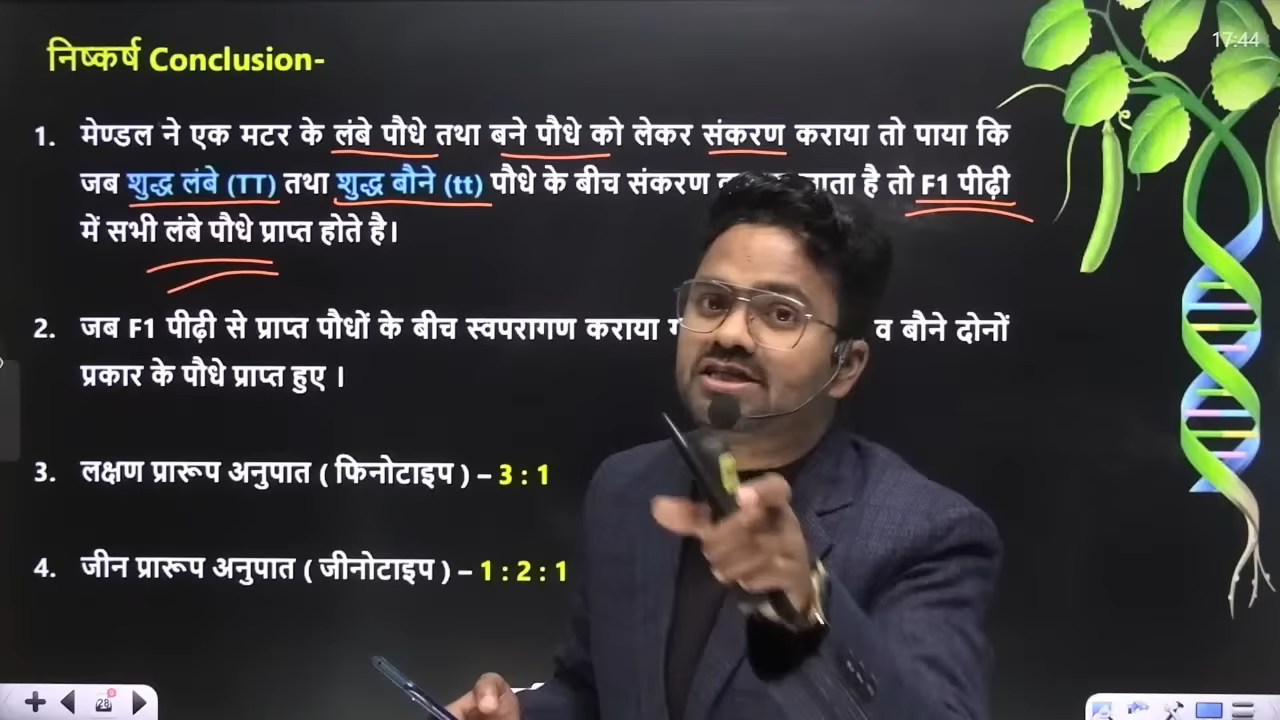 17:44
निष्कर्ष Conclusion-
1. मेण्डल ने एक मटर के लंबे पौधे तथा बने पौधे को लेकर संकरण कराया तो पाया कि
जब शुद्ध लंबे (TT) तथा शुद्ध बौने (tt) पौधे के बीच संकरण है तो F1 पीढ़ी
में सभी लंबे पौधे प्राप्त होते है।
2. जब F1 पीढ़ी से प्राप्त पौधों के बीच स्वपरागण कराया व बौने दोनों
प्रकार के पौधे प्राप्त हुए ।
3. लक्षण प्रारूप अनुपात ( फिनोटाइप ) – 3 : 1
4. जीन प्रारूप अनुपात ( जीनोटाइप ) – 1 : 2 : 1
28